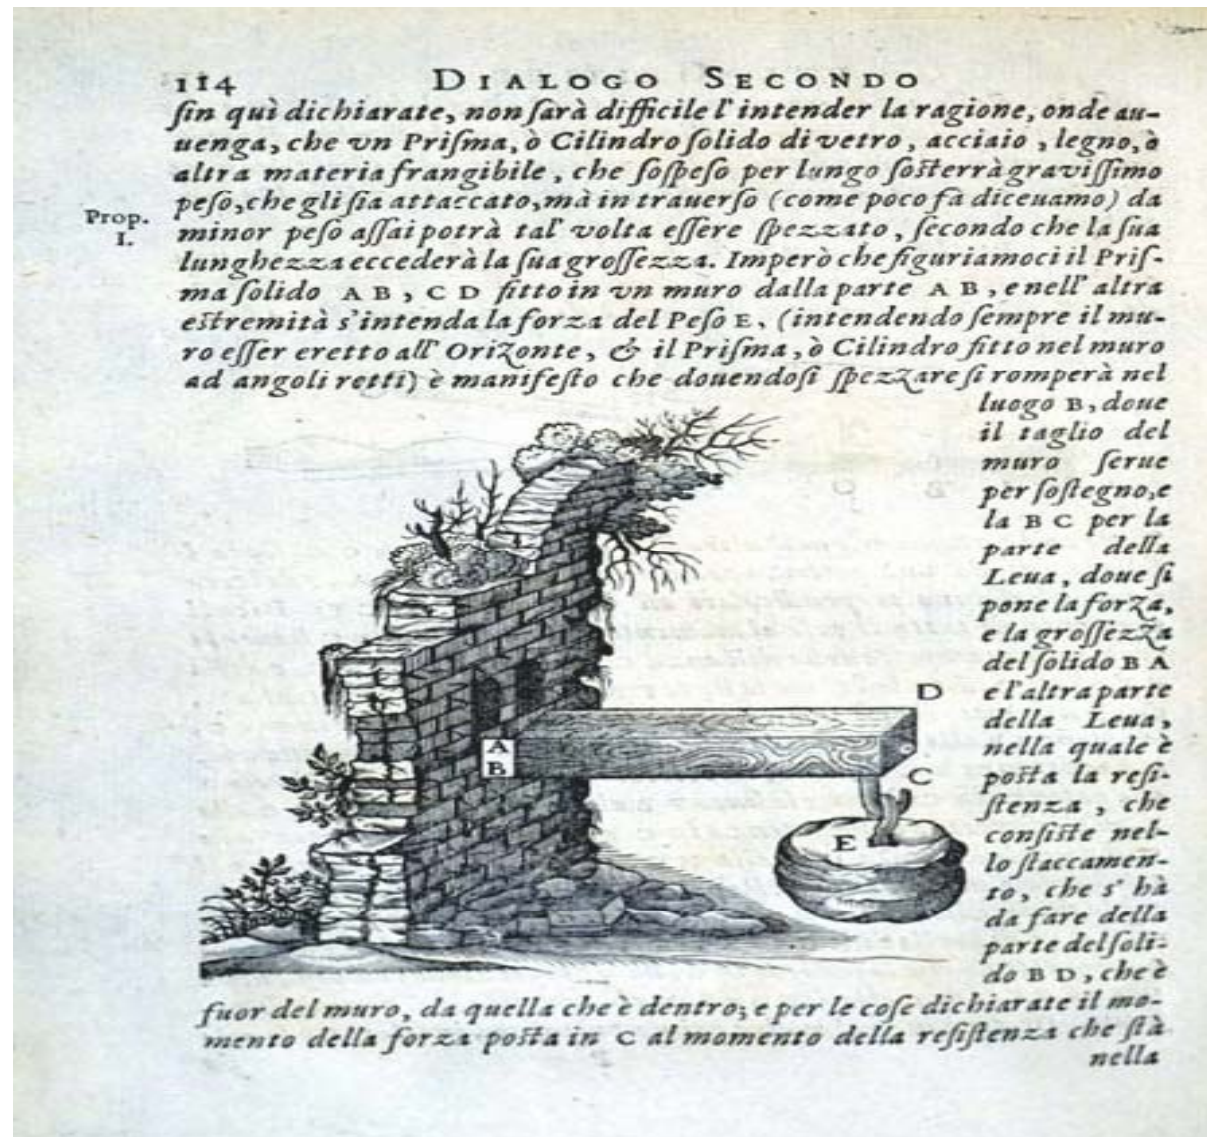 114 DIALOGO SECONDO
ſin quì dichiarate, non ſarà difficile l'intender la ragione, onde au-
uenga, che vn Priſma, ò Cilindro ſolido di vetro, acciaio, legno, ò
altra materia frangibile, che ſoſpeſo per lungo ſoſterrà graviſſimo
peſo, che gli ſia attaccato, mà in trauerſo (come poco fà diceuamo) da
Prop.
I.
minor peſo aſſai potrà tal' volta eſſere ſpezzato, ſecondo che la ſua
lunghezza eccederà la ſua groſſezza. Imperò che figuriamoci il Priſ-
ma ſolido A B, C D fitto in vn muro dalla parte A B, e nell' altra
eſtremità s'intenda la forza del Peſo E, (intendendo ſempre il mu-
ro eſſer eretto all' Orizonte, & il Priſma, ò Cilindro fitto nel muro
ad angoli retti) è manifeſto che douendoſi ſpezzare ſi romperà nel
luogo B, doue
il taglio del
muro ſerue
per ſoſtegno, e
la B C per la
parte della
Leua, doue ſi
pone la forza,
e la groſſezza
del ſolido B A
e l'altra parte
della Leua,
nella quale è
poſta la reſi-
ſtenza, che
conſiſte nel-
lo ſtaccamen-
to, che s' hà
da fare della
parte del ſoli-
do B D, che è
fuor del muro, da quella che è dentro; e per le coſe dichiarate il mo-
mento della forza poſta in C al momento della reſiſtenza che ſtà
nella
D
A
B
C
E